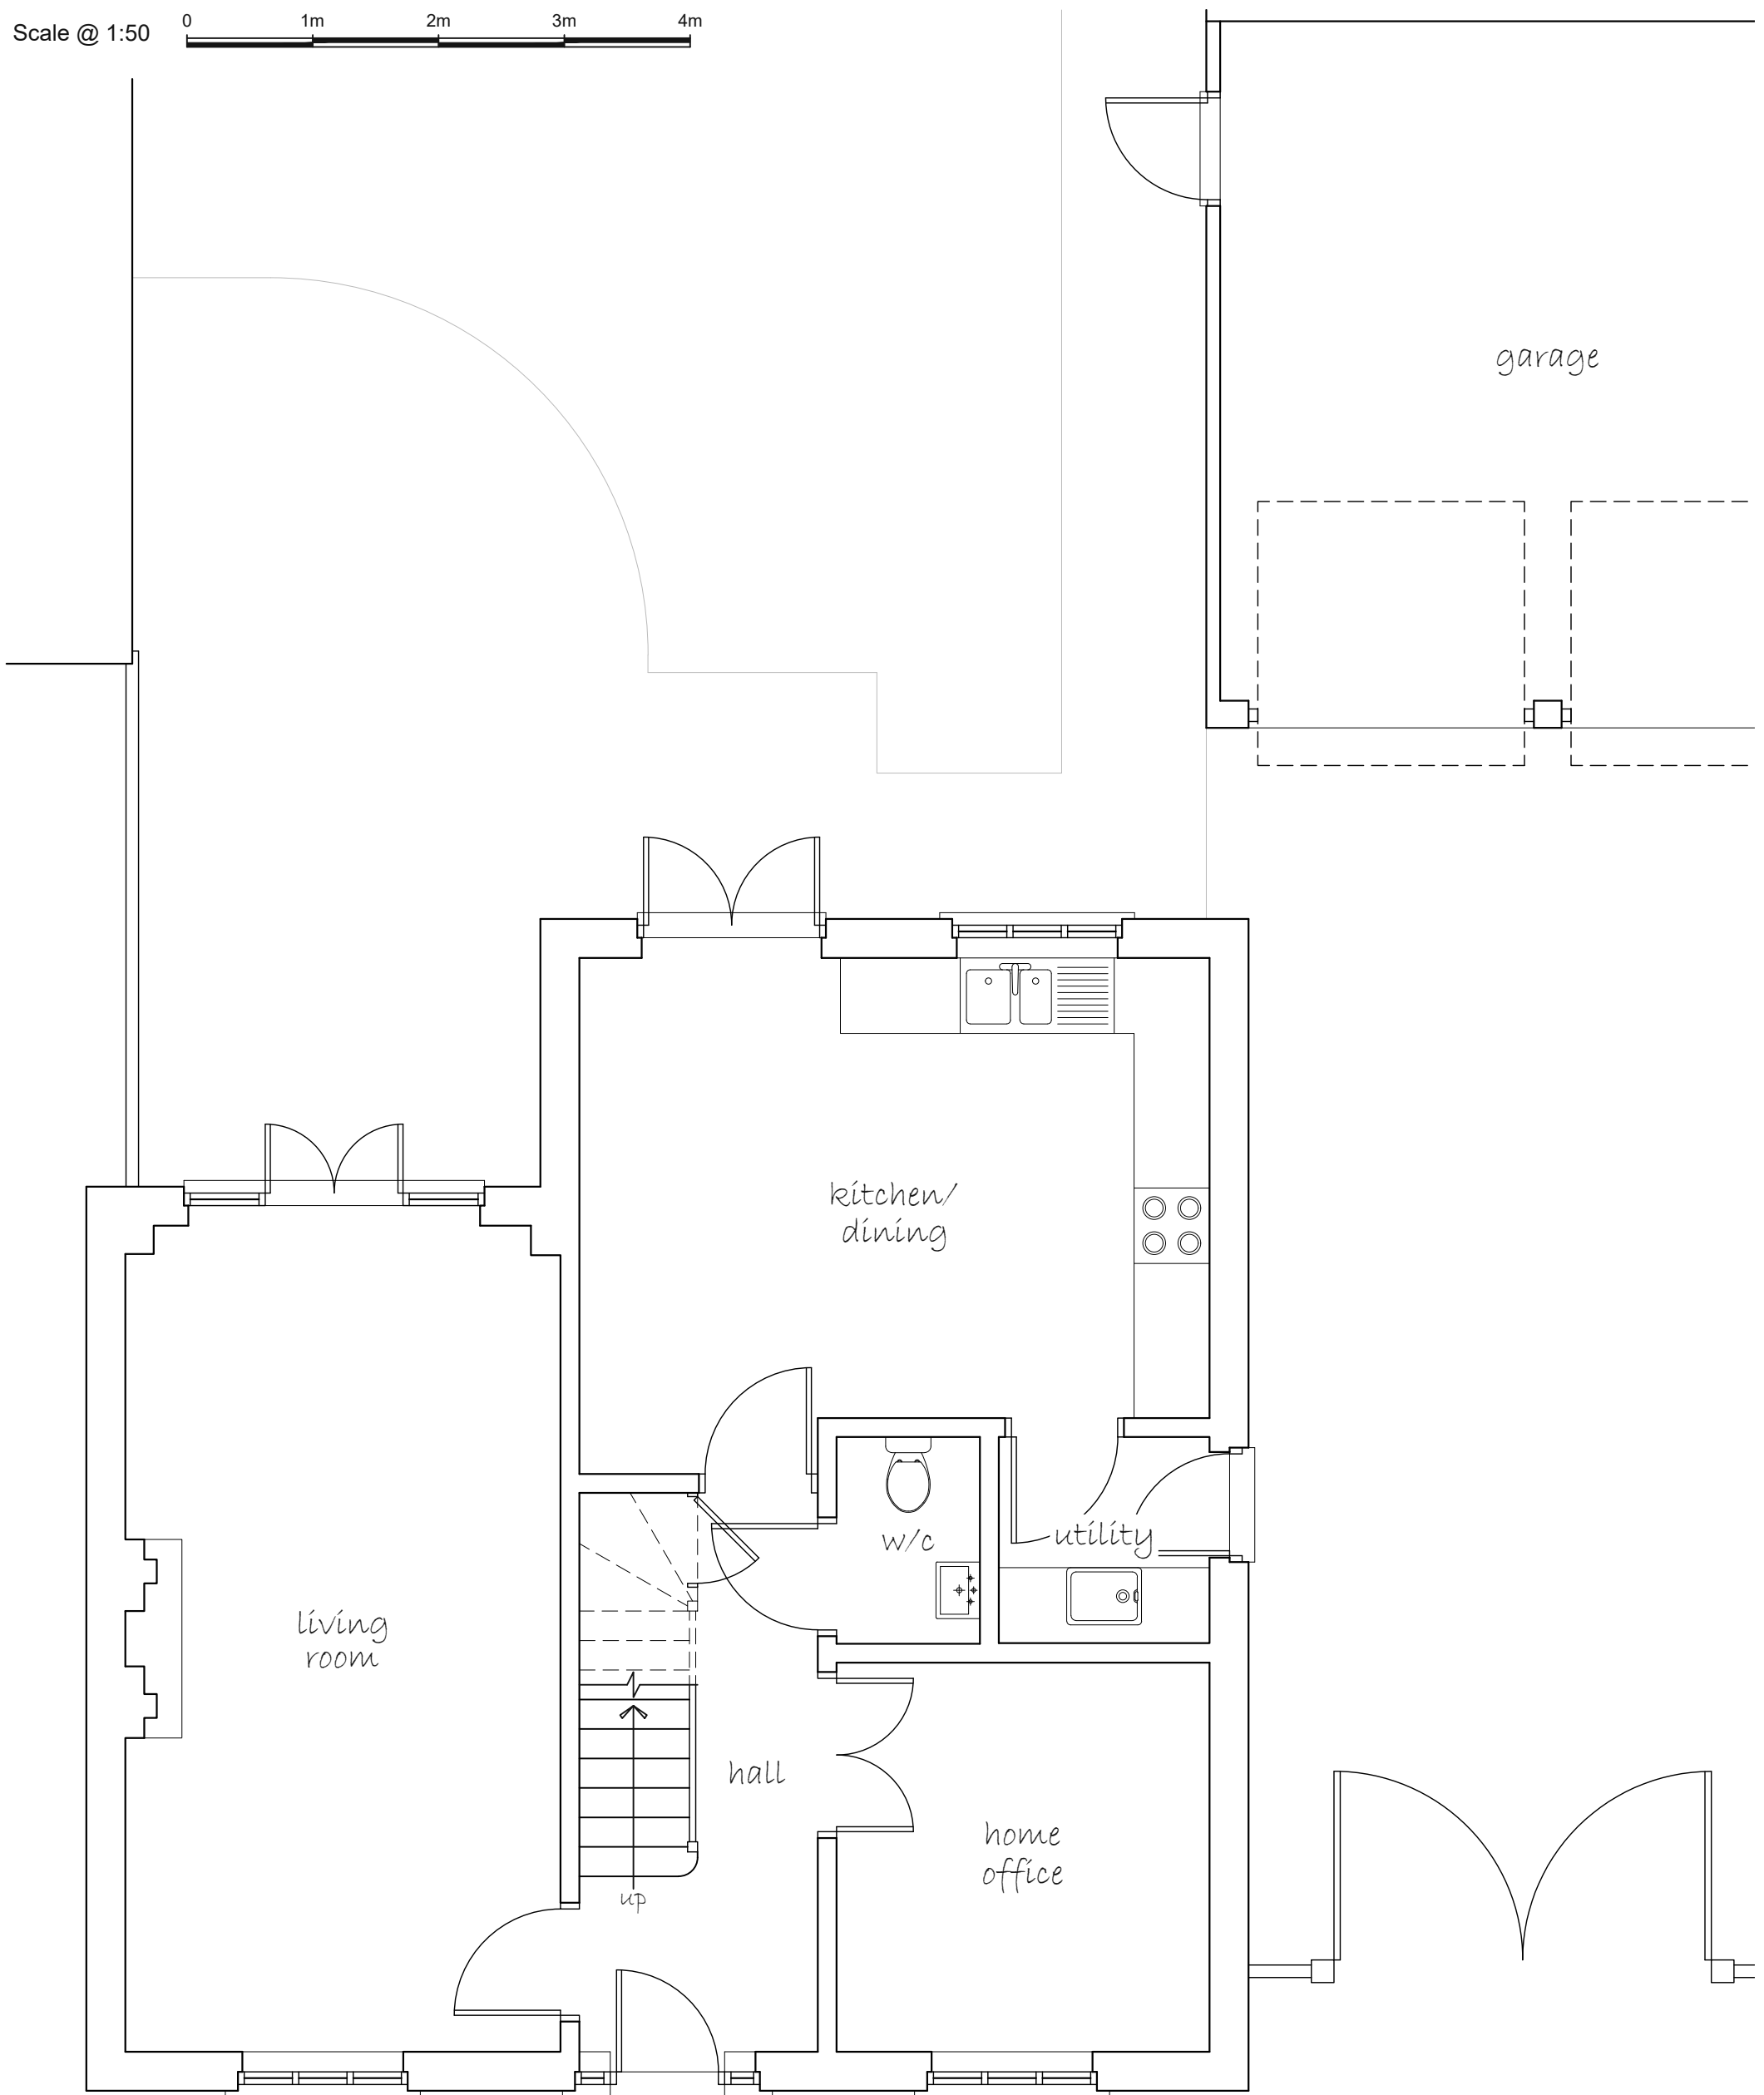 Scale @ 1:50
0 1m 2m 3m 4m
garage
kitchen/
dining
w/c
utility
living
room
hall
home
office
up